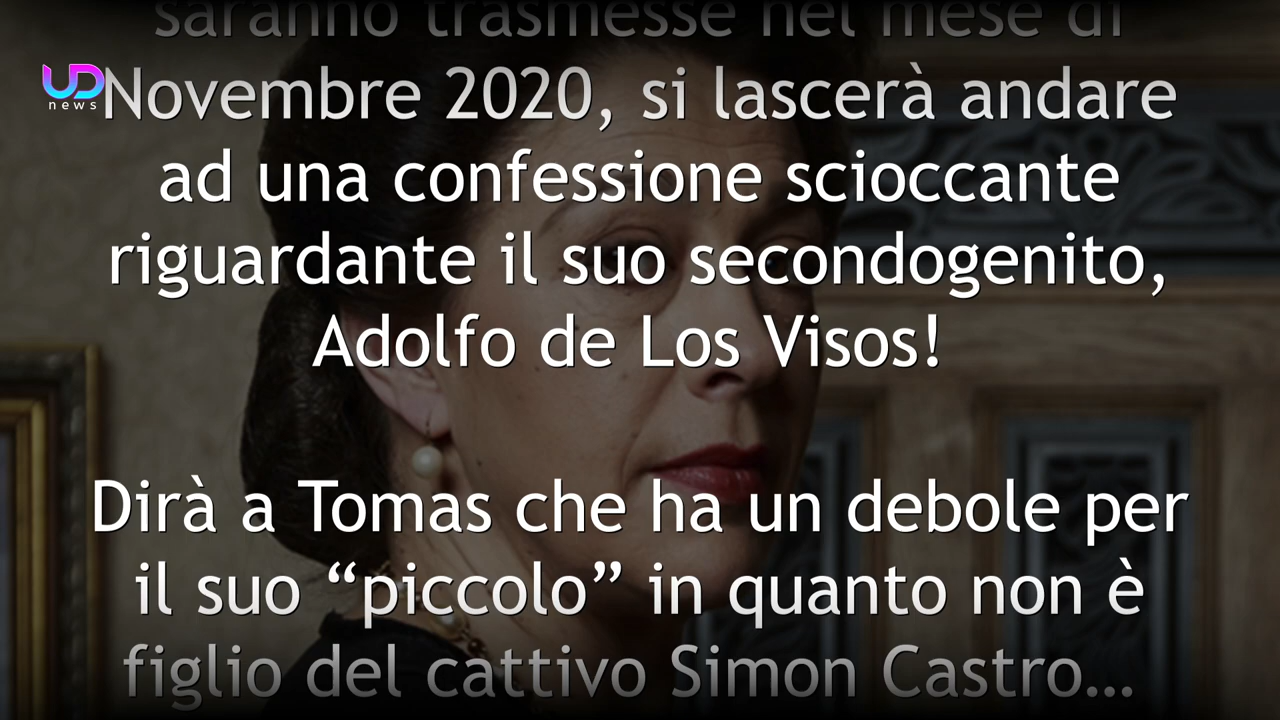 saranno trasmesse nel mese di
UD
news
Novembre 2020, si lascerà andare
ad una confessione scioccante
riguardante il suo secondogenito,
Adolfo de Los Visos!
Dirà a Tomas che ha un debole per
il suo “piccolo” in quanto non è
figlio del cattivo Simon Castro...